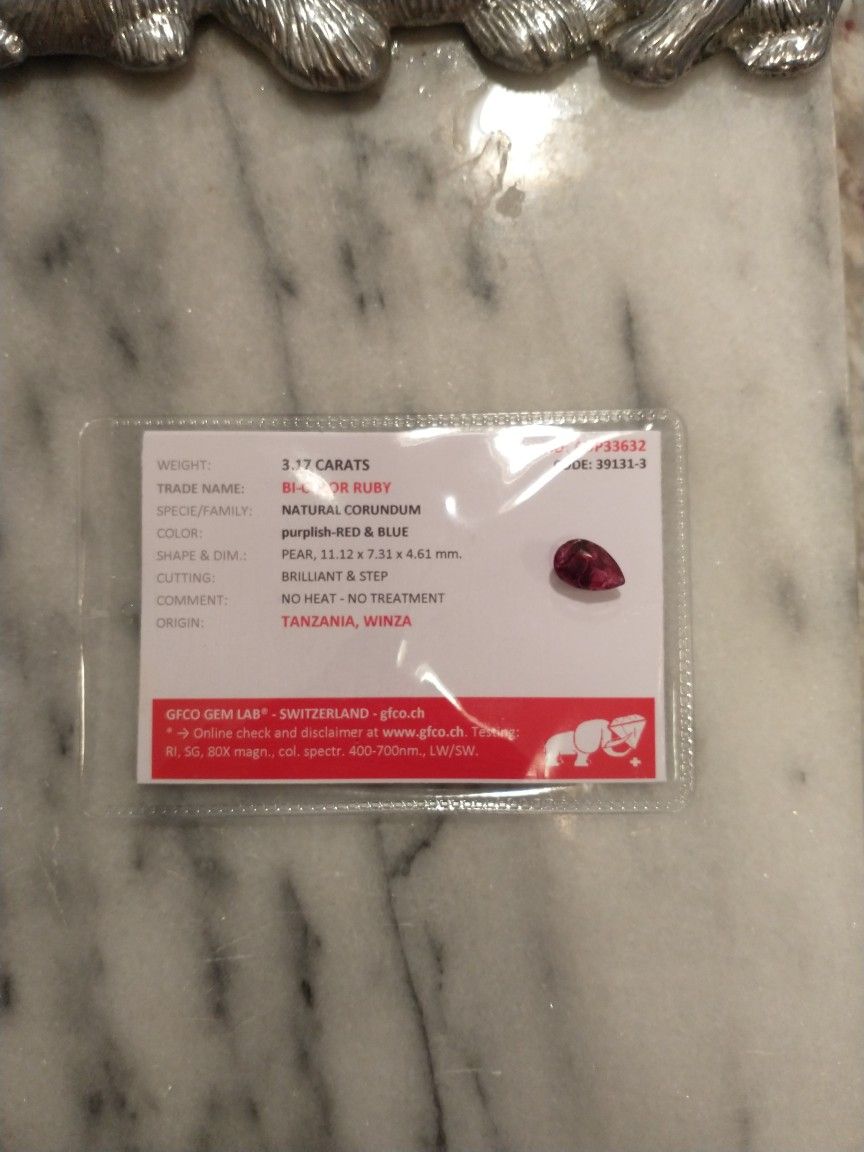 P33632
CODE: 39131-3
WEIGHT: 3.17 CARATS
TRADE NAME: BI-COLOR RUBY
SPECIE/FAMILY: NATURAL CORUNDUM
COLOR: purplish-RED & BLUE
SHAPE & DIM.: PEAR, 11.12 x 7.31 x 4.61 mm.
CUTTING: BRILLIANT & STEP
COMMENT: NO HEAT - NO TREATMENT
ORIGIN: TANZANIA, WINZA
GFCO GEM LAB® - SWITZERLAND - gfco.ch
* → Online check and disclaimer at www.gfco.ch. Testing:
RI, SG, 80X magn., col. spectr. 400-700nm., LW/SW.